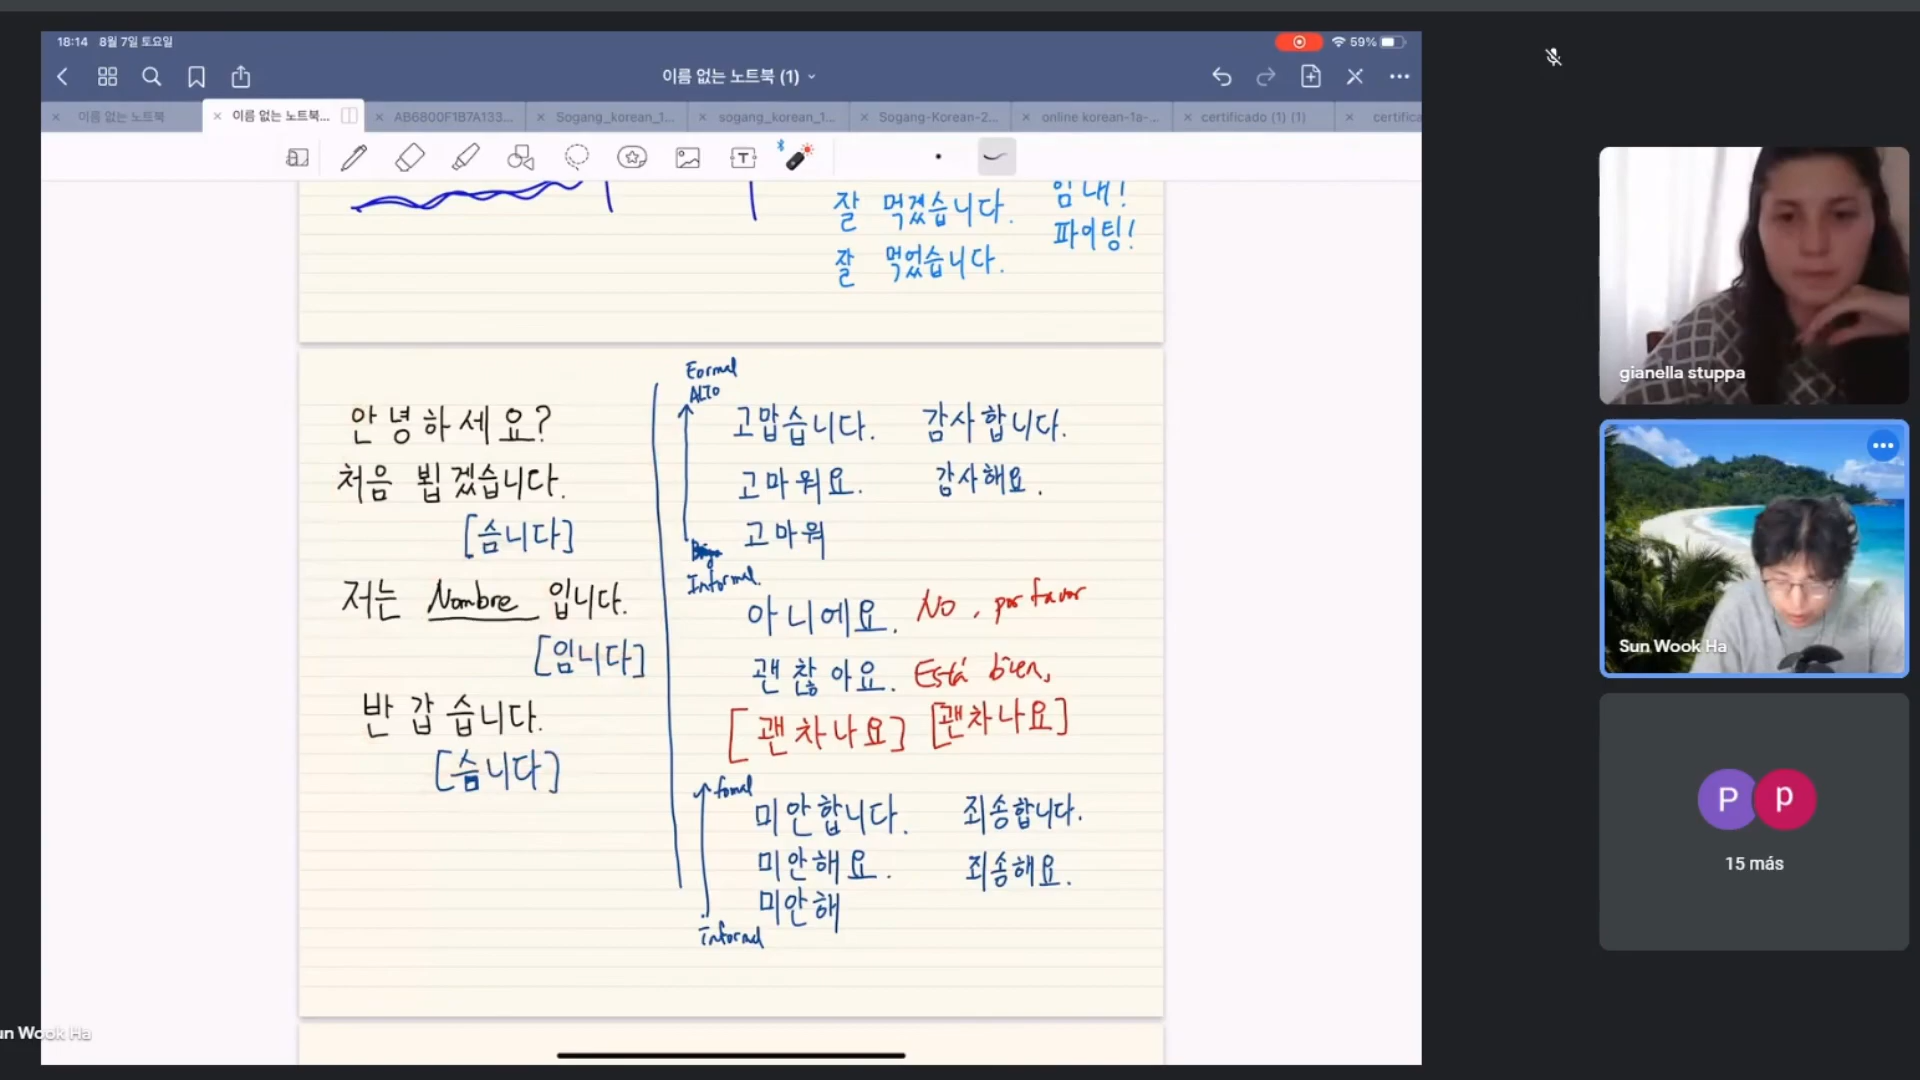 18:14 8월 7일 토요일
59%
이름 없는 노트북 (1)
이름 없는 노트북
이름 없는 노트북...
AB6800F1B7A133...
Sogang_korean_1...
sogang_korean_1...
Sogang-Korean-2...
online korean-1a-...
certificado (1) (1)
certifica
T
잘 먹겠습니다.
잘 먹었습니다.
힘내!
파이팅!
안녕하세요?
처음 뵙겠습니다.
[슴니다]
저는 Nombre 입니다.
[임니다]
반갑습니다.
[슴니다]
Formal
ALTO
고맙습니다. 감사합니다.
고마워요. 감사해요.
고마워
Informal.
아니에요. No, por favor
괜찮아요. Está bien,
[괜차나요] [괜차나요]
fomal
미안합니다. 죄송합니다.
미안해요. 죄송해요.
미안해
Informal
gianella stuppa
Sun Wook Ha
P p
15 más
un Wook Ha